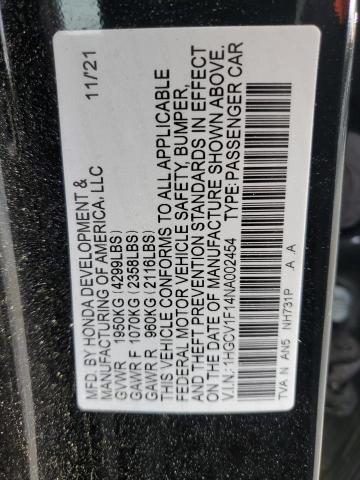 MFD. BY HONDA DEVELOPMENT & 11/'21
MANUFACTURING OF AMERICA, LLC
GVWR 1950KG(4299LBS)
GAWR F 1070KG(2358LBS)
GAWR R 960KG(2116LBS)
THIS VEHICLE CONFORMS TO ALL APPLICABLE
FEDERAL MOTOR VEHICLE SAFETY, BUMPER,
AND THEFT PREVENTION STANDARDS IN EFFECT
ON THE DATE OF MANUFACTURE SHOWN ABOVE.
V.I.N.:1HGCV1F14NA002454 TYPE:PASSENGER CAR
TVA N AN5 NH731P A .A